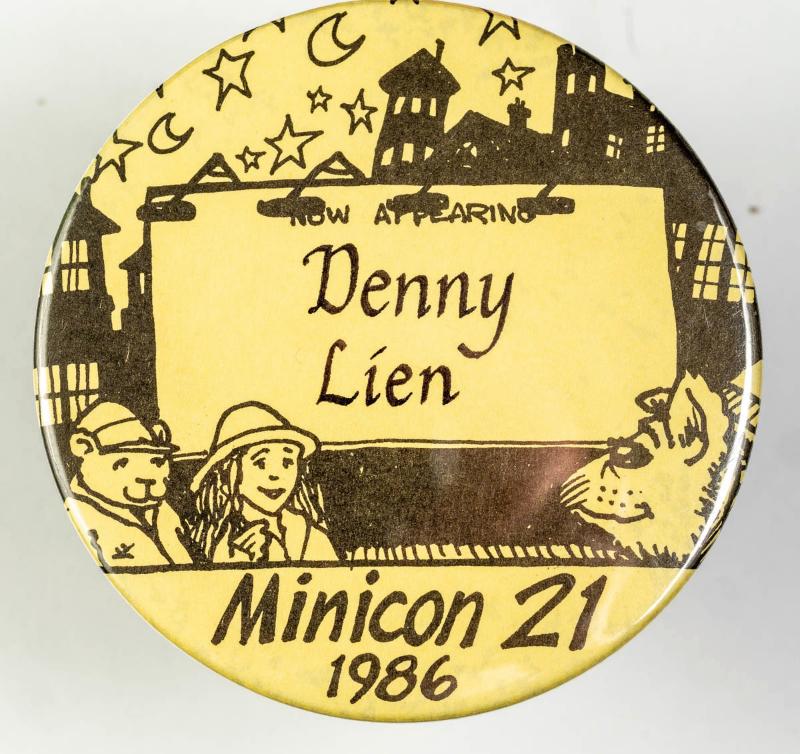 NOW APPEARING
Denny
Lien
Minicon 21
1986